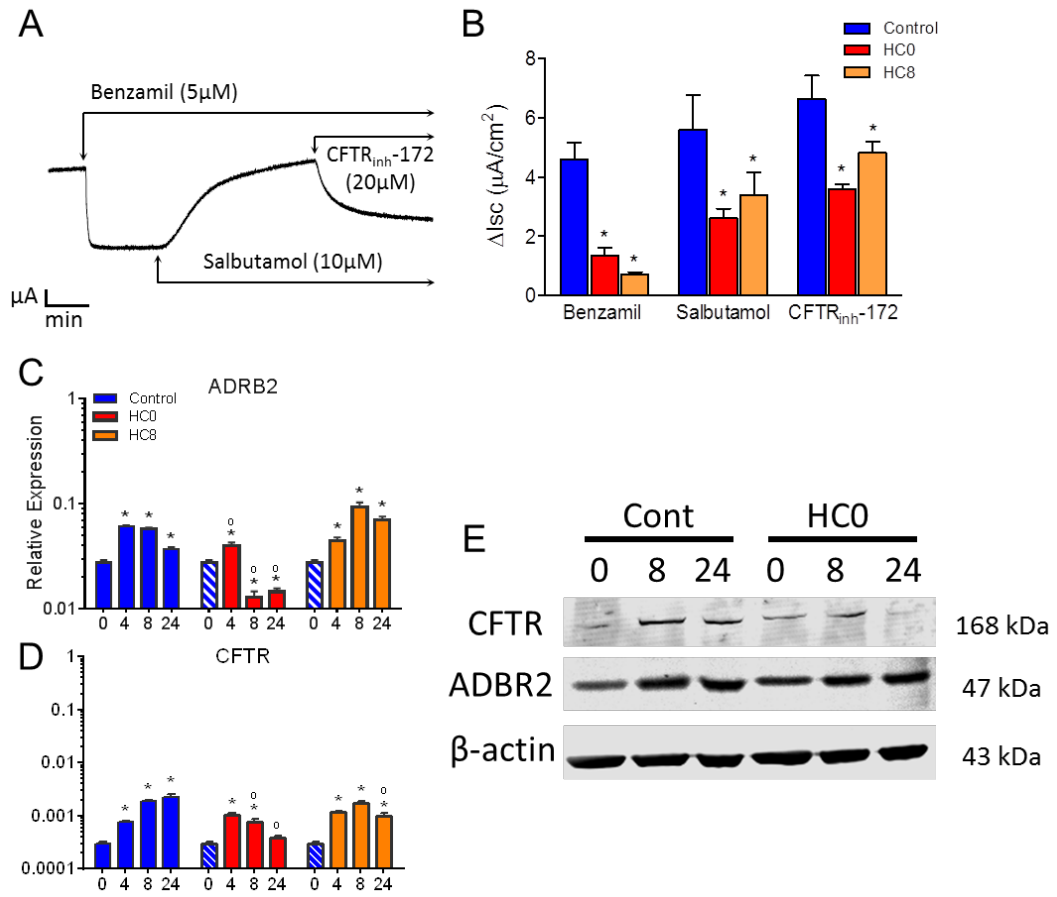 A
Benzamil (5μM)
CFTRinh-172
(20μM)
Salbutamol (10μM)
μA
min
B
Control
HC0
HC8
ΔIsc (μA/cm2)
8
6
4
2
0
* * * * * *
Benzamil Salbutamol CFTRinh-172
C
ADRB2
Control
HC0
HC8
Relative Expression
1
0.1
0.01
* * * o * o * o * * * *
0 4 8 24 0 4 8 24 0 4 8 24
D
CFTR
1
0.1
0.01
0.001
0.0001
* * * * o * o * * o *
0 4 8 24 0 4 8 24 0 4 8 24
E
Cont HC0
0 8 24 0 8 24
CFTR 168 kDa
ADBR2 47 kDa
β-actin 43 kDa